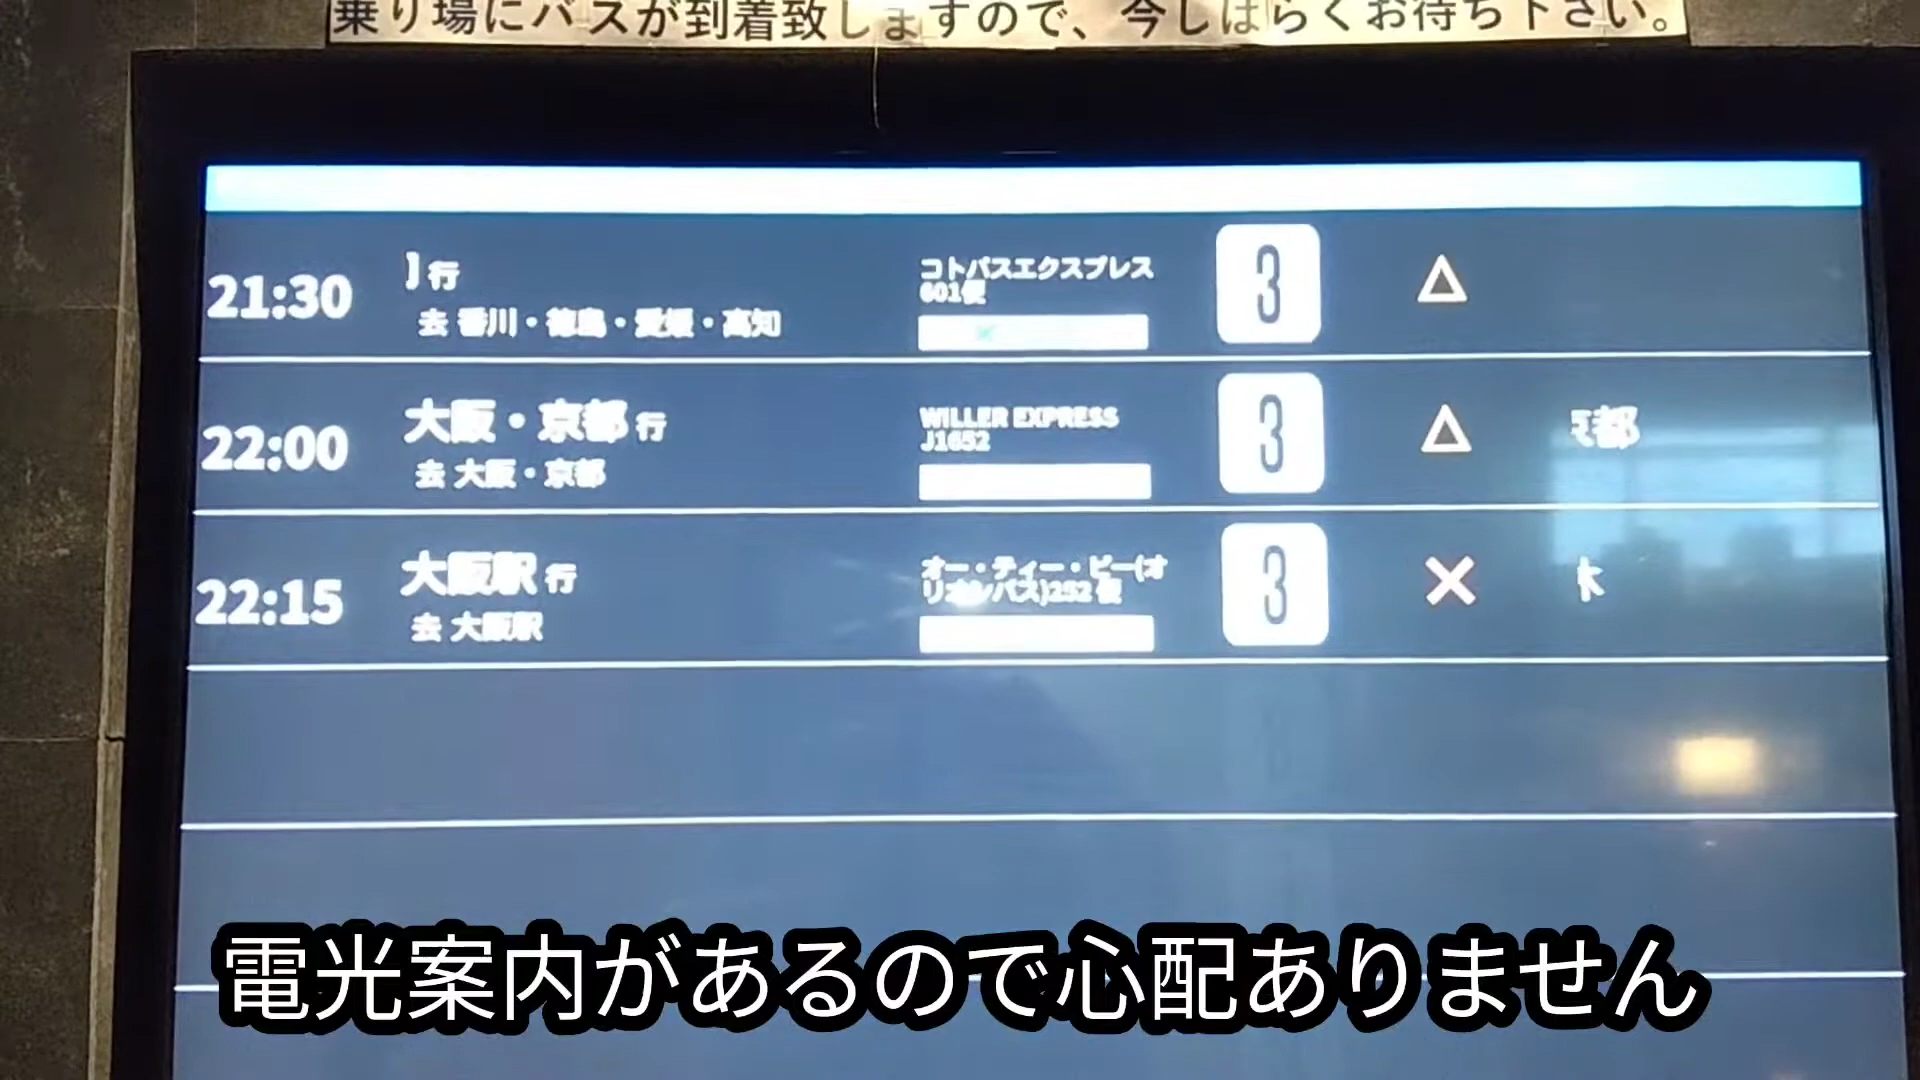 乗り場にバスが到着致しますので、今しばらくお待ち下さい。
21:30
行
去 香川・徳島・愛媛・高知
コトバスエクスプレス
601便
3
△
22:00
大阪・京都 行
去 大阪・京都
WILLER EXPRESS
J1652
3
△
都
22:15
大阪駅 行
去 大阪駅
オー・ティー・ビー(オ
リオンバス)252 便
3
×
電光案内があるので心配ありません